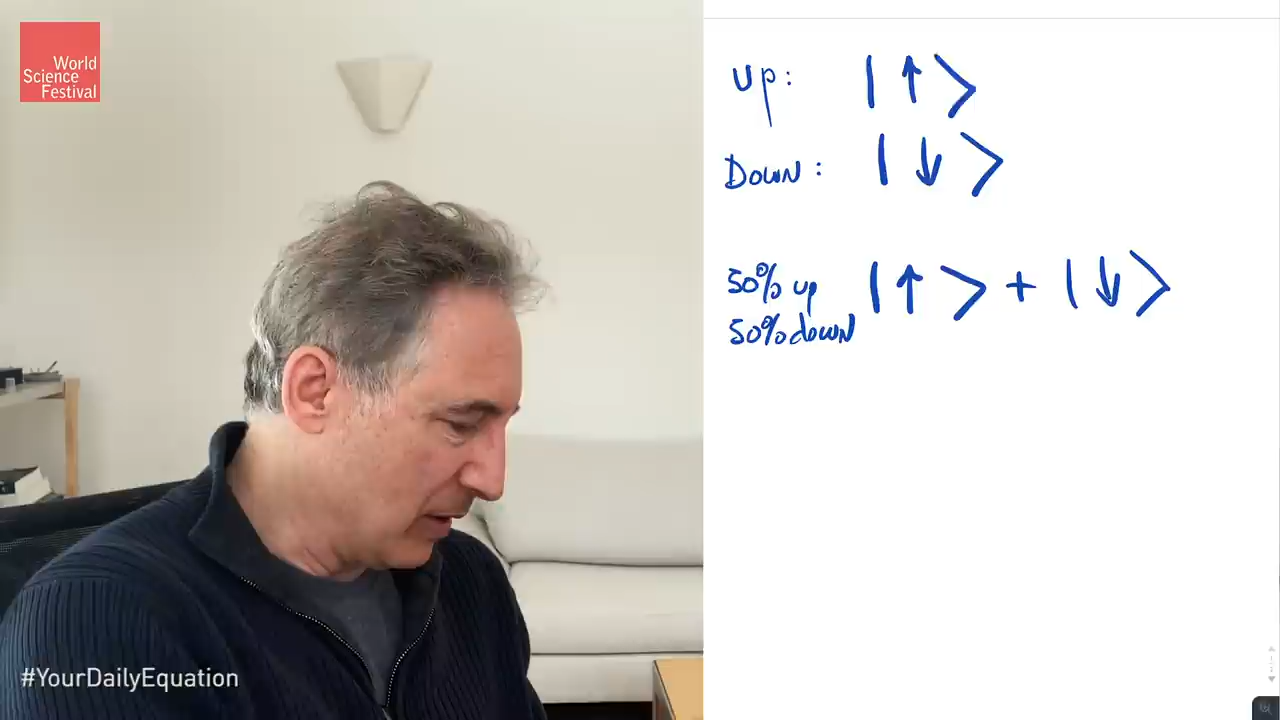 World
Science
Festival
up: |↑>
Down: |↓>
50% up |↑> + |↓>
50% down
#YourDailyEquation